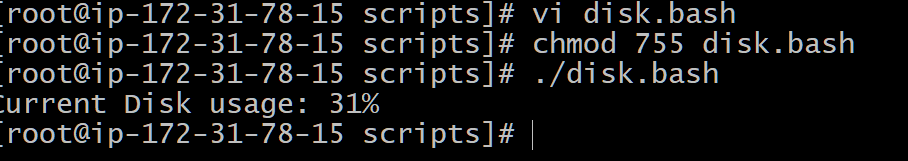 [root@ip-172-31-78-15 scripts]# vi disk.bash
[root@ip-172-31-78-15 scripts]# chmod 755 disk.bash
[root@ip-172-31-78-15 scripts]# ./disk.bash
Current Disk usage: 31%
[root@ip-172-31-78-15 scripts]#